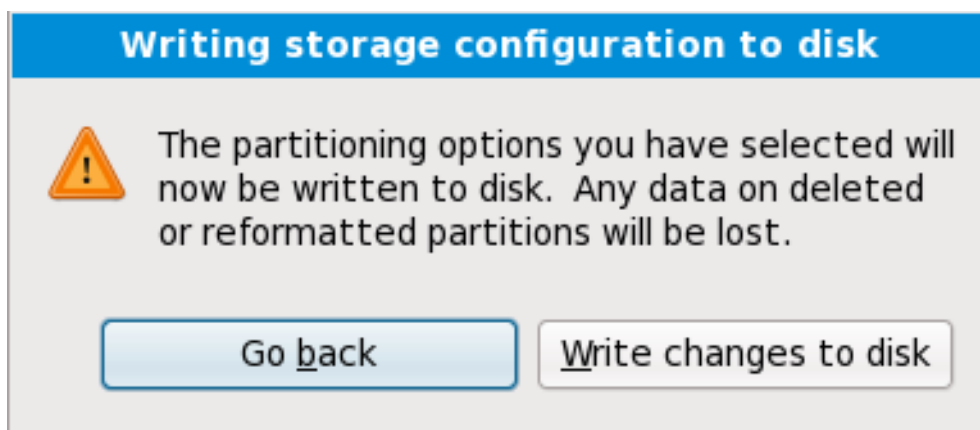 Writing storage configuration to disk
The partitioning options you have selected will
now be written to disk.  Any data on deleted
or reformatted partitions will be lost.
Go back
Write changes to disk